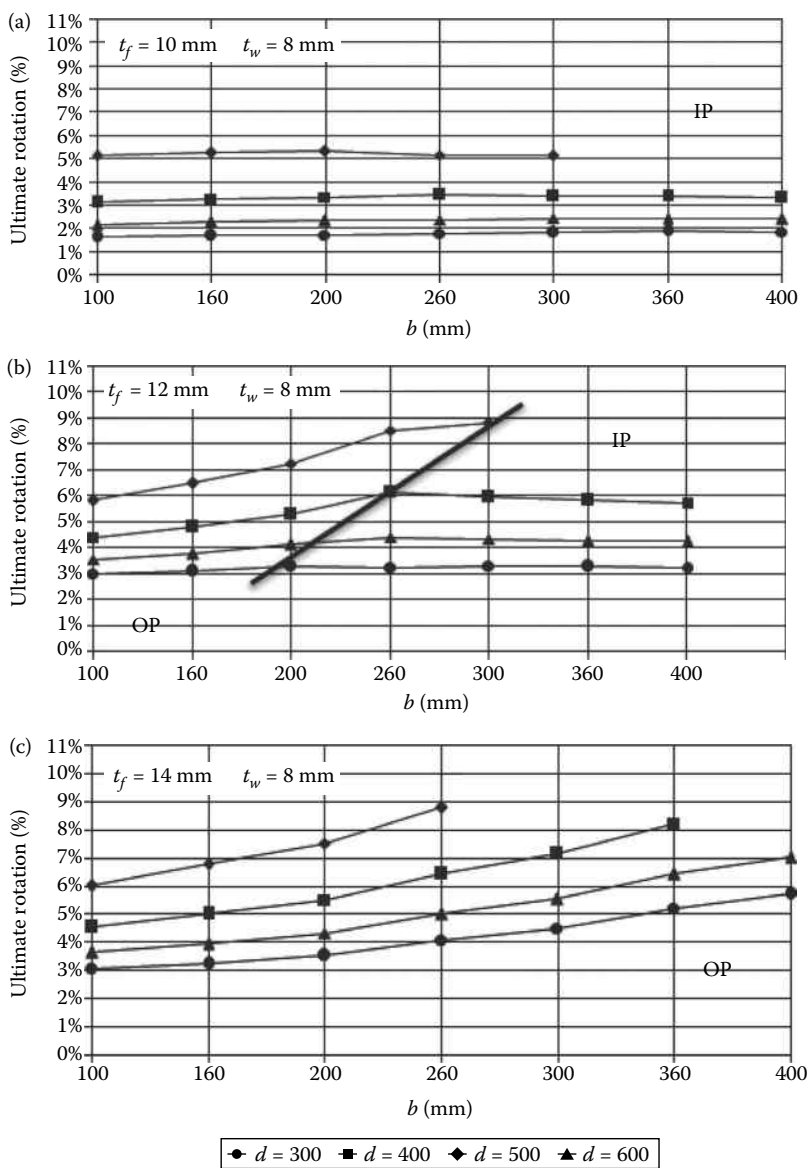 (a)
11%
10%
9%
8%
7%
6%
5%
4%
3%
2%
1%
0%
Ultimate rotation (%)
t_f = 10 mm t_w = 8 mm
IP
100 160 200 260 300 360 400
b (mm)
(b)
11%
10%
9%
8%
7%
6%
5%
4%
3%
2%
1%
0%
Ultimate rotation (%)
t_f = 12 mm t_w = 8 mm
IP
OP
100 160 200 260 300 360 400
b (mm)
(c)
11%
10%
9%
8%
7%
6%
5%
4%
3%
2%
1%
0%
Ultimate rotation (%)
t_f = 14 mm t_w = 8 mm
OP
100 160 200 260 300 360 400
b (mm)
d = 300 d = 400 d = 500 d = 600